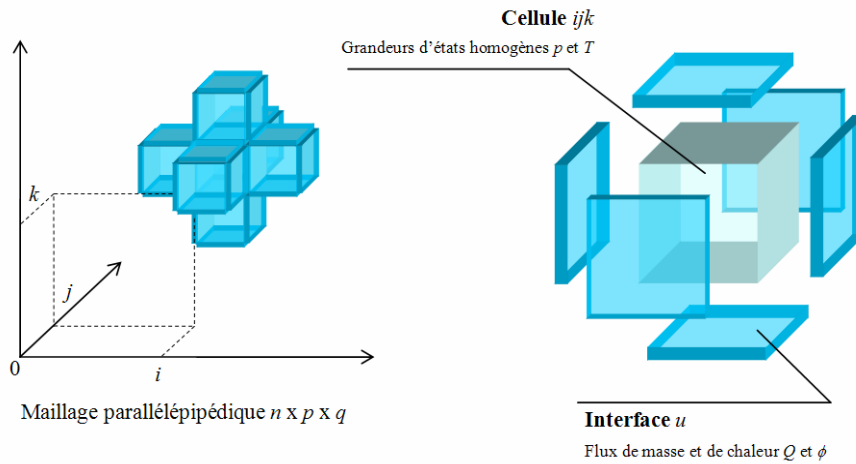 Cellule ijk
Grandeurs d'états homogènes p et T
k
j
0
i
Maillage parallélépipédique n x p x q
Interface u
Flux de masse et de chaleur Q et ϕ